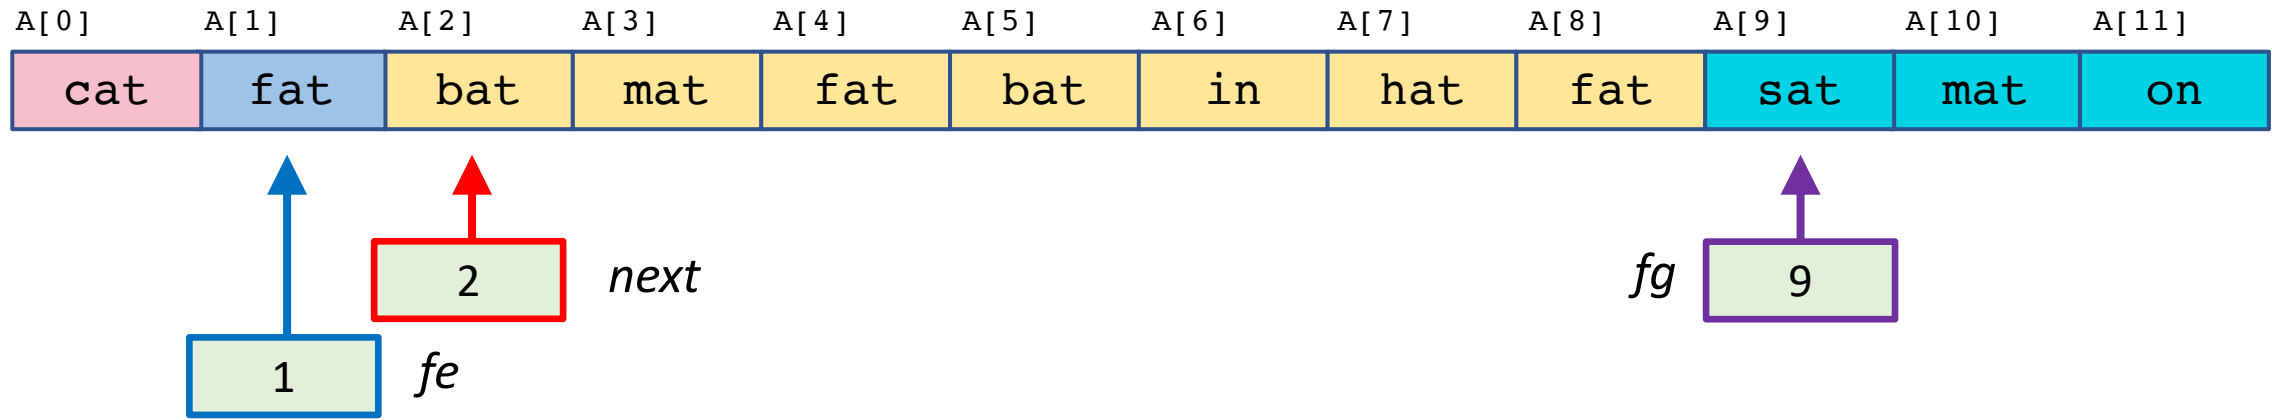 A[0] A[1] A[2] A[3] A[4] A[5] A[6] A[7] A[8] A[9] A[10] A[11]
cat fat bat mat fat bat in hat fat sat mat on
2 next fg 9
1 fe